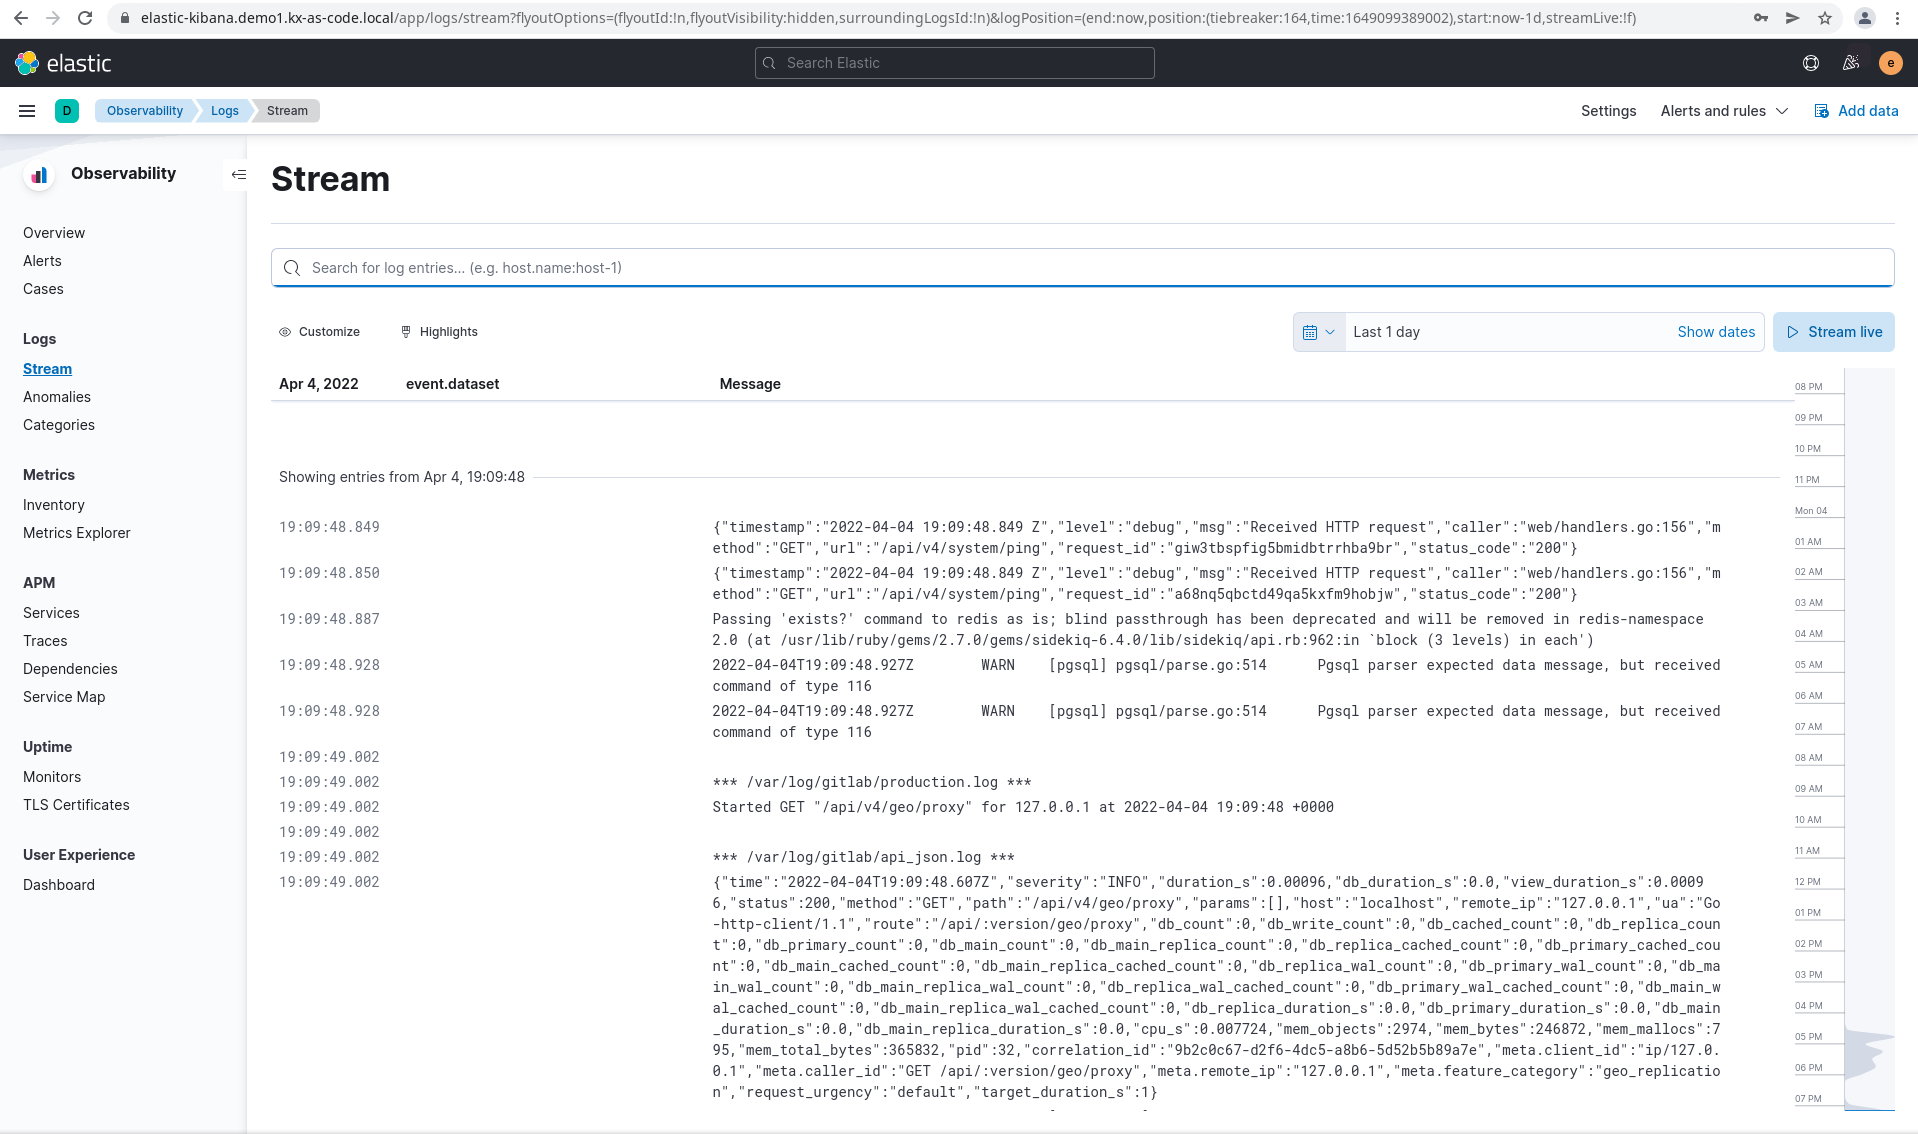 elastic-kibana.demo1.kx-as-code.local/app/logs/stream?flyoutOptions=(flyoutId:!n,flyoutVisibility:hidden,surroundingLogsId:!n)&logPosition=(end:now,position:(tiebreaker:164,time:1649099389002),start:now-1d,streamLive:!f)
elastic
Search Elastic
e
D
Observability
Logs
Stream
Settings
Alerts and rules
Add data
Observability
Overview
Alerts
Cases
Logs
Stream
Anomalies
Categories
Metrics
Inventory
Metrics Explorer
APM
Services
Traces
Dependencies
Service Map
Uptime
Monitors
TLS Certificates
User Experience
Dashboard
Stream
Search for log entries... (e.g. host.name:host-1)
Customize
Highlights
Last 1 day
Show dates
Stream live
Apr 4, 2022 event.dataset Message
Showing entries from Apr 4, 19:09:48
19:09:48.849 {"timestamp":"2022-04-04 19:09:48.849 Z","level":"debug","msg":"Received HTTP request","caller":"web/handlers.go:156","m
ethod":"GET","url":"/api/v4/system/ping","request_id":"giw3tbspfig5bmidbtrrhba9br","status_code":"200"}
19:09:48.850 {"timestamp":"2022-04-04 19:09:48.849 Z","level":"debug","msg":"Received HTTP request","caller":"web/handlers.go:156","m
ethod":"GET","url":"/api/v4/system/ping","request_id":"a68nq5qbctd49qa5kxfm9hobjw","status_code":"200"}
19:09:48.887 Passing 'exists?' command to redis as is; blind passthrough has been deprecated and will be removed in redis-namespace
2.0 (at /usr/lib/ruby/gems/2.7.0/gems/sidekiq-6.4.0/lib/sidekiq/api.rb:962:in `block (3 levels) in each')
19:09:48.928 2022-04-04T19:09:48.927Z WARN [pgsql] pgsql/parse.go:514 Pgsql parser expected data message, but received
command of type 116
19:09:48.928 2022-04-04T19:09:48.927Z WARN [pgsql] pgsql/parse.go:514 Pgsql parser expected data message, but received
command of type 116
19:09:49.002
19:09:49.002 *** /var/log/gitlab/production.log ***
19:09:49.002 Started GET "/api/v4/geo/proxy" for 127.0.0.1 at 2022-04-04 19:09:48 +0000
19:09:49.002
19:09:49.002 *** /var/log/gitlab/api_json.log ***
19:09:49.002 {"time":"2022-04-04T19:09:48.607Z","severity":"INFO","duration_s":0.00096,"db_duration_s":0.0,"view_duration_s":0.0009
6,"status":200,"method":"GET","path":"/api/v4/geo/proxy","params":[],"host":"localhost","remote_ip":"127.0.0.1","ua":"Go
-http-client/1.1","route":"/api/:version/geo/proxy","db_count":0,"db_write_count":0,"db_cached_count":0,"db_replica_coun
t":0,"db_primary_count":0,"db_main_count":0,"db_main_replica_count":0,"db_replica_cached_count":0,"db_primary_cached_cou
nt":0,"db_main_cached_count":0,"db_main_replica_cached_count":0,"db_replica_wal_count":0,"db_primary_wal_count":0,"db_ma
in_wal_count":0,"db_main_replica_wal_count":0,"db_replica_wal_cached_count":0,"db_primary_wal_cached_count":0,"db_main_w
al_cached_count":0,"db_main_replica_wal_cached_count":0,"db_replica_duration_s":0.0,"db_primary_duration_s":0.0,"db_main
_duration_s":0.0,"db_main_replica_duration_s":0.0,"cpu_s":0.007724,"mem_objects":2974,"mem_bytes":246872,"mem_mallocs":7
95,"mem_total_bytes":365832,"pid":32,"correlation_id":"9b2c0c67-d2f6-4dc5-a8b6-5d52b5b89a7e","meta.client_id":"ip/127.0.
0.1","meta.caller_id":"GET /api/:version/geo/proxy","meta.remote_ip":"127.0.0.1","meta.feature_category":"geo_replicatio
n","request_urgency":"default","target_duration_s":1}
08 PM
09 PM
10 PM
11 PM
Mon 04
01 AM
02 AM
03 AM
04 AM
05 AM
06 AM
07 AM
08 AM
09 AM
10 AM
11 AM
12 PM
01 PM
02 PM
03 PM
04 PM
05 PM
06 PM
07 PM